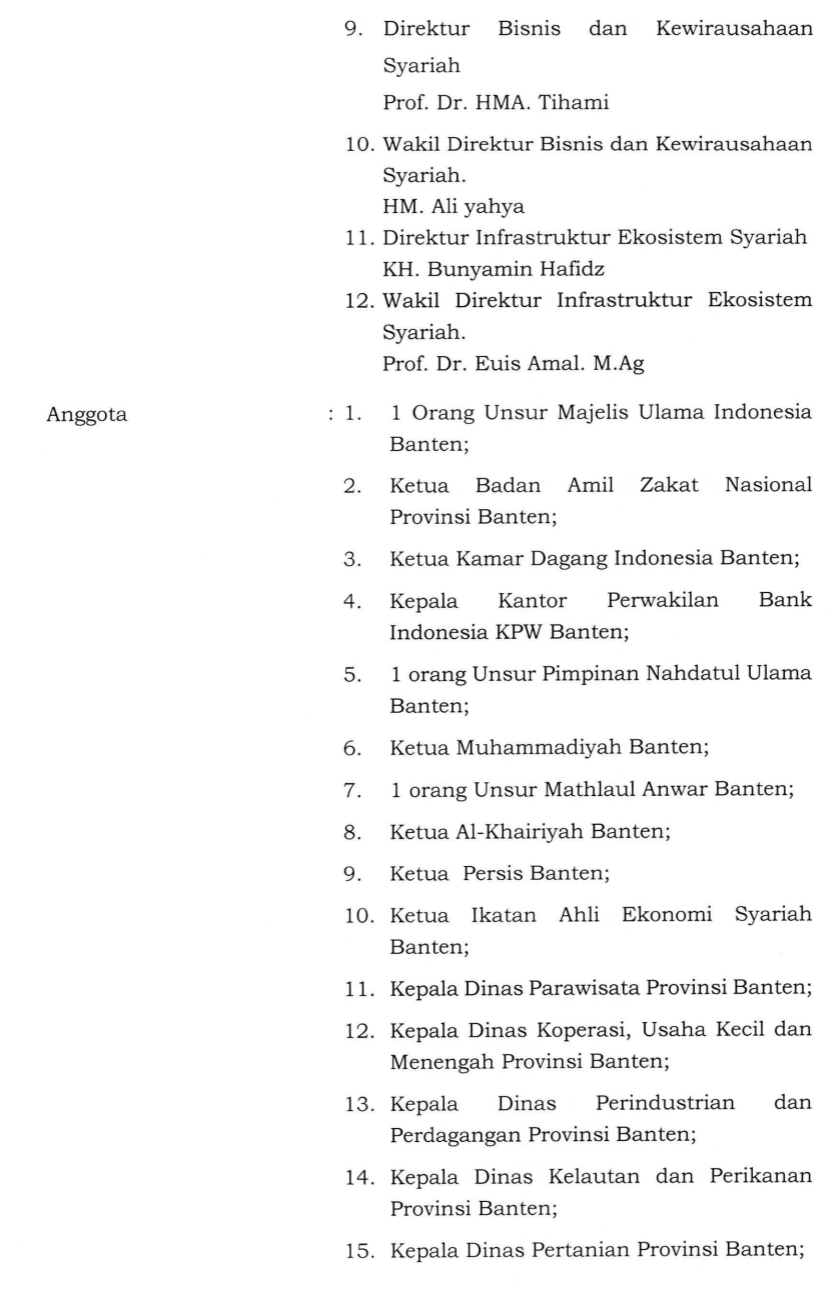 9. Direktur Bisnis dan Kewirausahaan
Syariah
Prof. Dr. HMA. Tihami
10. Wakil Direktur Bisnis dan Kewirausahaan
Syariah.
HM. Ali yahya
11. Direktur Infrastruktur Ekosistem Syariah
KH. Bunyamin Hafidz
12. Wakil Direktur Infrastruktur Ekosistem
Syariah.
Prof. Dr. Euis Amal. M.Ag
Anggota : 1. 1 Orang Unsur Majelis Ulama Indonesia
Banten;
2. Ketua Badan Amil Zakat Nasional
Provinsi Banten;
3. Ketua Kamar Dagang Indonesia Banten;
4. Kepala Kantor Perwakilan Bank
Indonesia KPW Banten;
5. 1 orang Unsur Pimpinan Nahdatul Ulama
Banten;
6. Ketua Muhammadiyah Banten;
7. 1 orang Unsur Mathlaul Anwar Banten;
8. Ketua Al-Khairiyah Banten;
9. Ketua Persis Banten;
10. Ketua Ikatan Ahli Ekonomi Syariah
Banten;
11. Kepala Dinas Parawisata Provinsi Banten;
12. Kepala Dinas Koperasi, Usaha Kecil dan
Menengah Provinsi Banten;
13. Kepala Dinas Perindustrian dan
Perdagangan Provinsi Banten;
14. Kepala Dinas Kelautan dan Perikanan
Provinsi Banten;
15. Kepala Dinas Pertanian Provinsi Banten;